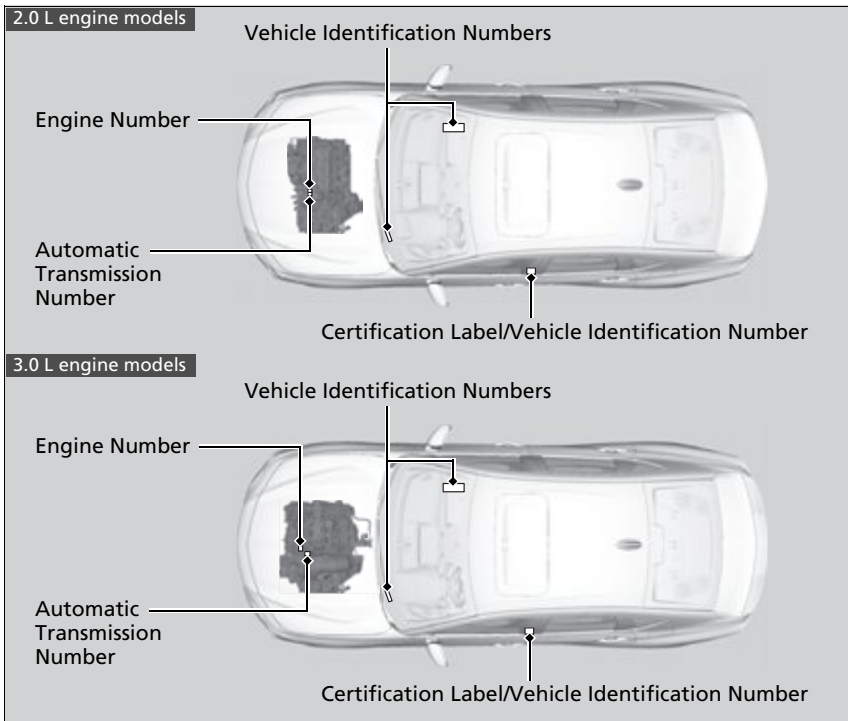 2.0 L engine models
Vehicle Identification Numbers
Engine Number
Automatic
Transmission
Number
Certification Label/Vehicle Identification Number
3.0 L engine models
Vehicle Identification Numbers
Engine Number
Automatic
Transmission
Number
Certification Label/Vehicle Identification Number